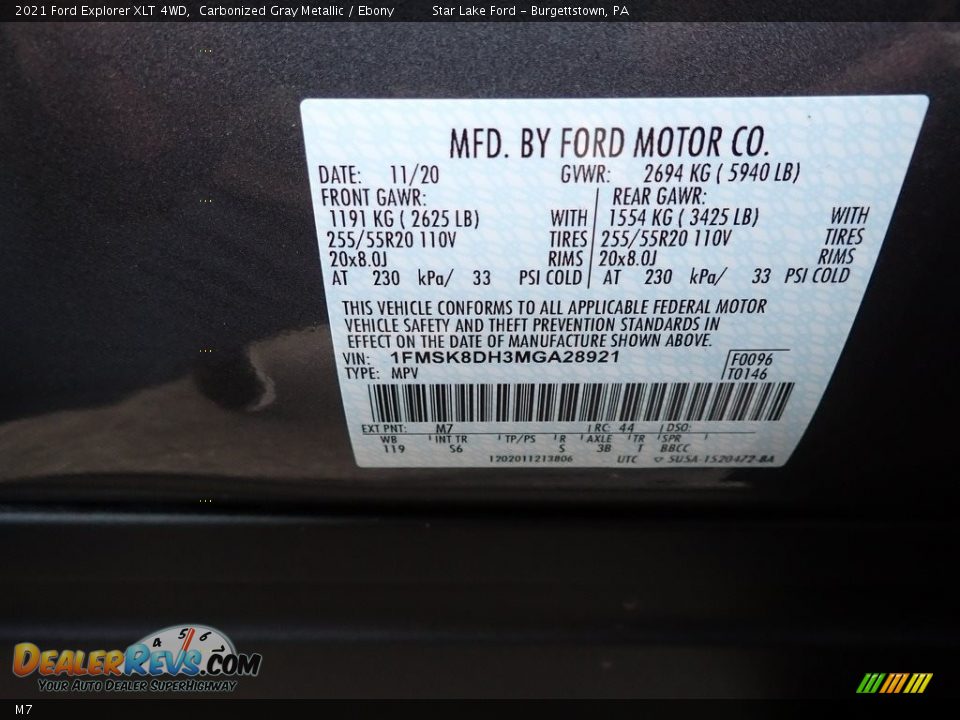 2021 Ford Explorer XLT 4WD, Carbonized Gray Metallic / Ebony Star Lake Ford - Burgettstown, PA
MFD. BY FORD MOTOR CO.
DATE: 11/20 GVWR: 2694 KG ( 5940 LB)
FRONT GAWR: REAR GAWR:
1191 KG ( 2625 LB) WITH 1554 KG ( 3425 LB) WITH
255/55R20 110V TIRES 255/55R20 110V TIRES
20x8.0J RIMS 20x8.0J RIMS
AT 230 kPa/ 33 PSI COLD AT 230 kPa/ 33 PSI COLD
THIS VEHICLE CONFORMS TO ALL APPLICABLE FEDERAL MOTOR
VEHICLE SAFETY AND THEFT PREVENTION STANDARDS IN
EFFECT ON THE DATE OF MANUFACTURE SHOWN ABOVE.
VIN: 1FMSK8DH3MGA28921 F0096
TYPE: MPV T0146
EXT PNT: M7 RC: 44 DSO:
WB INT TR TP/PS R AXLE TR SPR
119 S6 S 3B T BBCC
1202011213806 UTC SU5A-1520472-BA
4 5 6
DEALERREVS.COM
YOUR AUTO DEALER SUPERHIGHWAY
M7